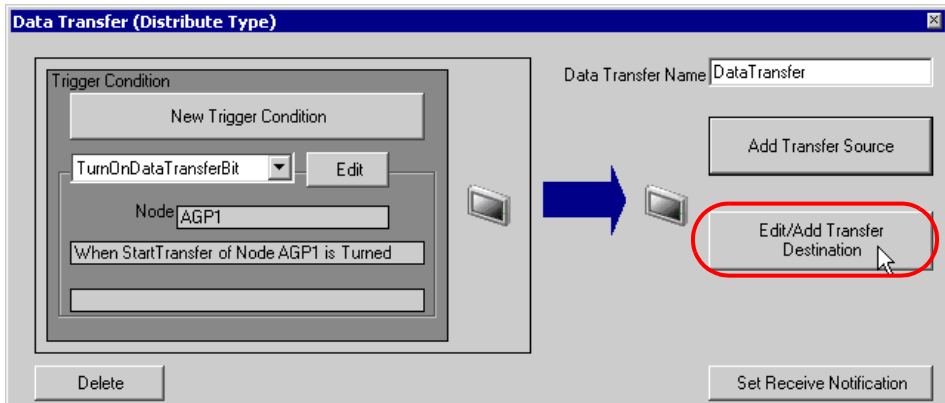 Data Transfer (Distribute Type)
Trigger Condition
New Trigger Condition
TurnOnDataTransferBit
Edit
Node AGP1
When StartTransfer of Node AGP1 is Turned
Data Transfer Name DataTransfer
Add Transfer Source
Edit/Add Transfer
Destination
Delete
Set Receive Notification